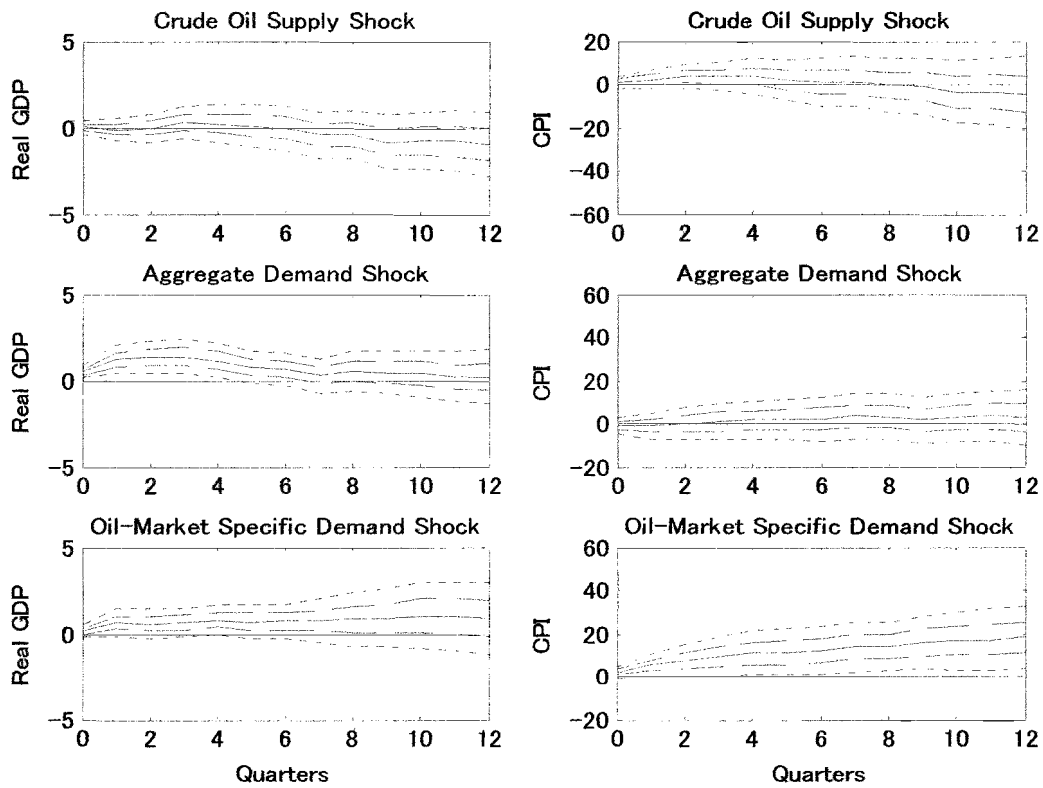 Crude Oil Supply Shock
5
0
-5
Real GDP
0 2 4 6 8 10 12
Crude Oil Supply Shock
20
0
-20
-40
-60
CPI
0 2 4 6 8 10 12
Aggregate Demand Shock
5
0
-5
Real GDP
0 2 4 6 8 10 12
Aggregate Demand Shock
60
40
20
0
-20
CPI
0 2 4 6 8 10 12
Oil-Market Specific Demand Shock
5
0
-5
Real GDP
0 2 4 6 8 10 12
Quarters
Oil-Market Specific Demand Shock
60
40
20
0
-20
CPI
0 2 4 6 8 10 12
Quarters